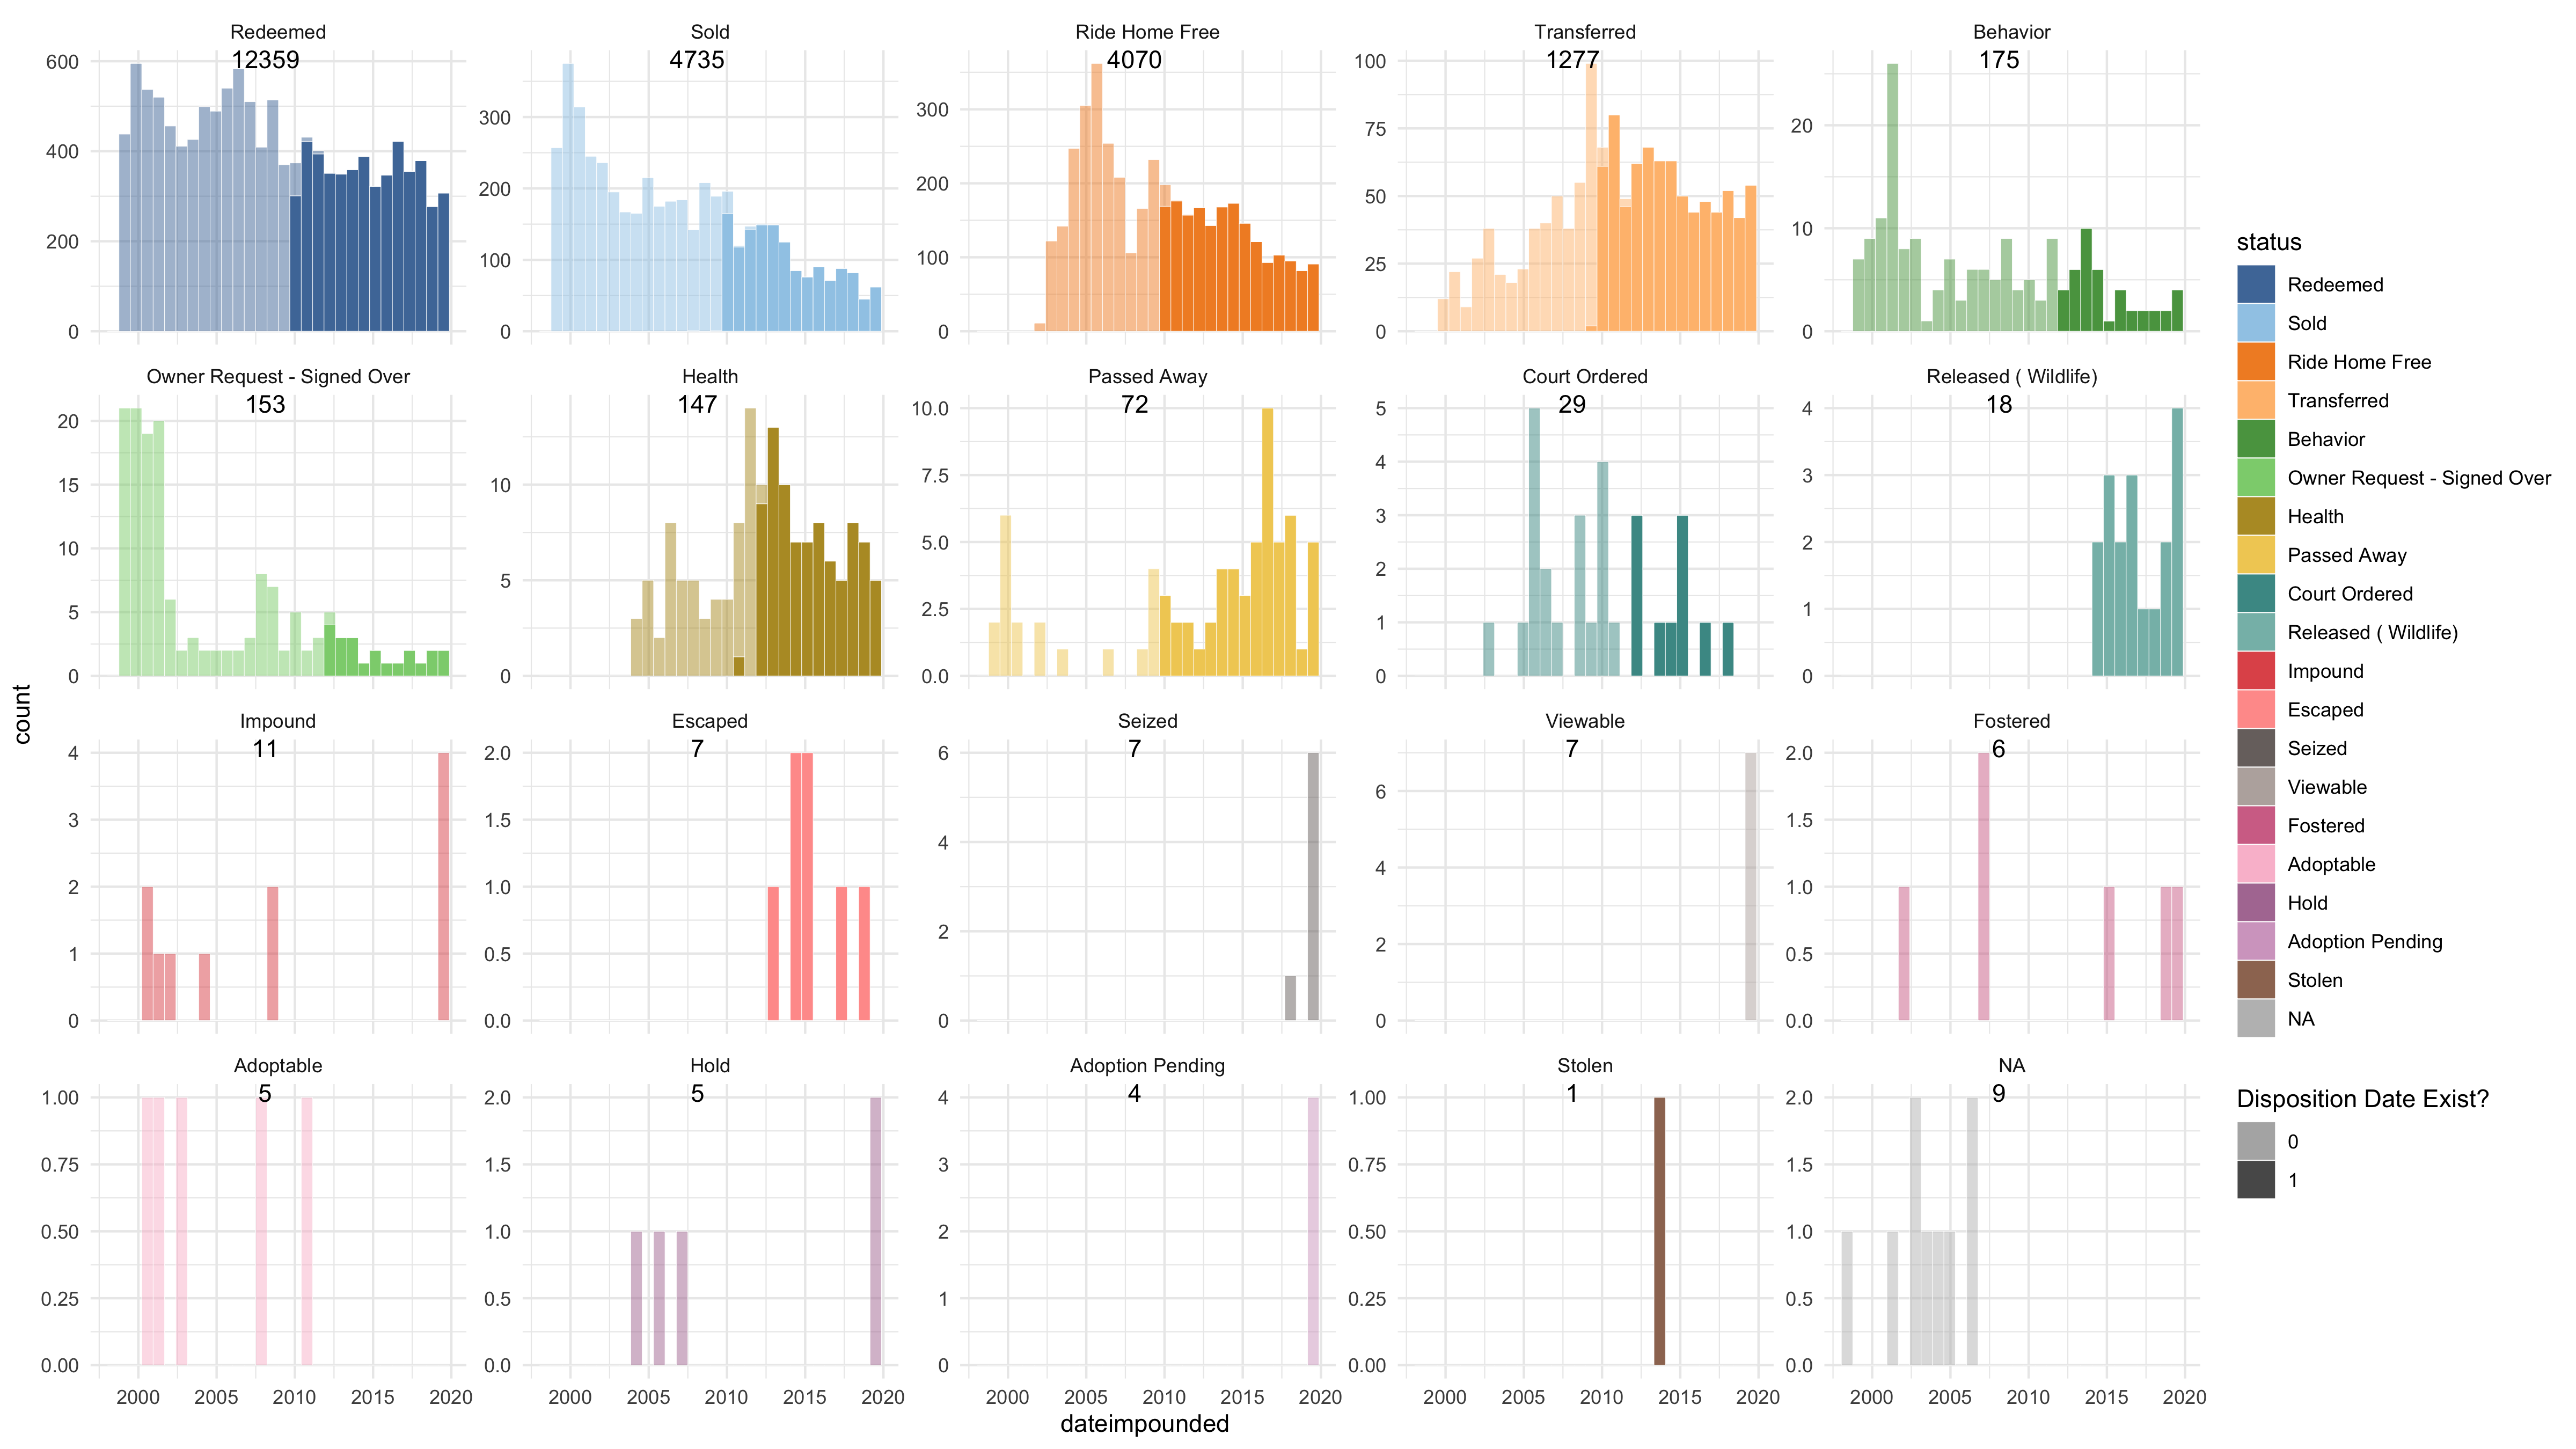 Redeemed
12359
600
400
200
0
Sold
4735
300
200
100
0
Ride Home Free
4070
300
200
100
0
Transferred
1277
100
75
50
25
0
Behavior
175
20
10
0
Owner Request - Signed Over
153
20
15
10
5
0
Health
147
10
5
0
Passed Away
72
10.0
7.5
5.0
2.5
0.0
Court Ordered
29
5
4
3
2
1
0
Released ( Wildlife)
18
4
3
2
1
0
Impound
11
4
3
2
1
0
Escaped
7
2.0
1.5
1.0
0.5
0.0
Seized
7
6
4
2
0
Viewable
7
6
4
2
0
Fostered
6
2.0
1.5
1.0
0.5
0.0
Adoptable
5
1.00
0.75
0.50
0.25
0.00
Hold
5
2.0
1.5
1.0
0.5
0.0
Adoption Pending
4
4
3
2
1
0
Stolen
1
1.00
0.75
0.50
0.25
0.00
NA
9
2.0
1.5
1.0
0.5
0.0
2000 2005 2010 2015 2020
2000 2005 2010 2015 2020
2000 2005 2010 2015 2020
2000 2005 2010 2015 2020
2000 2005 2010 2015 2020
count
dateimpounded
status
Redeemed
Sold
Ride Home Free
Transferred
Behavior
Owner Request - Signed Over
Health
Passed Away
Court Ordered
Released ( Wildlife)
Impound
Escaped
Seized
Viewable
Fostered
Adoptable
Hold
Adoption Pending
Stolen
NA
Disposition Date Exist?
0
1